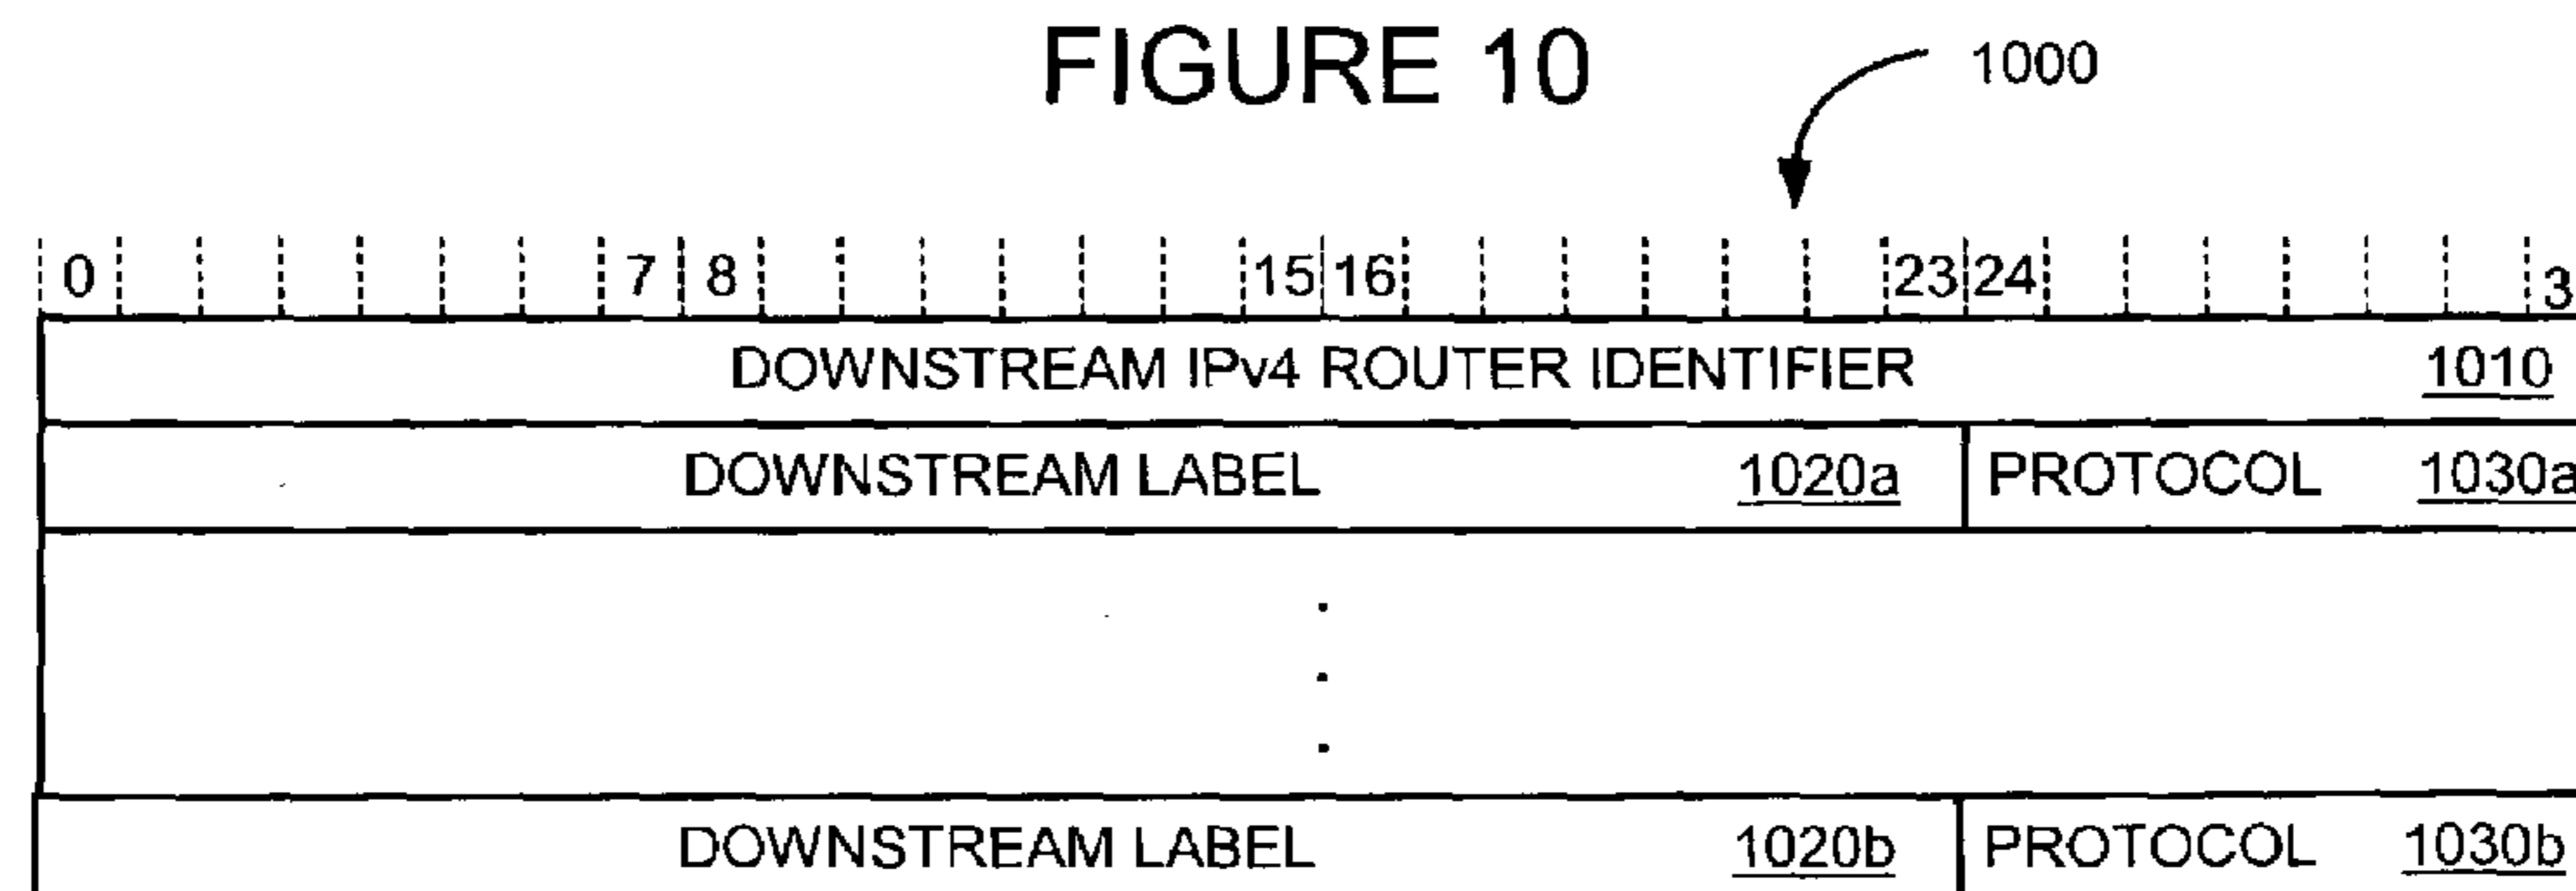 FIGURE 10
1000
0 7 8 15 16 23 24 3
DOWNSTREAM IPv4 ROUTER IDENTIFIER 1010
DOWNSTREAM LABEL 1020a PROTOCOL 1030a
DOWNSTREAM LABEL 1020b PROTOCOL 1030b